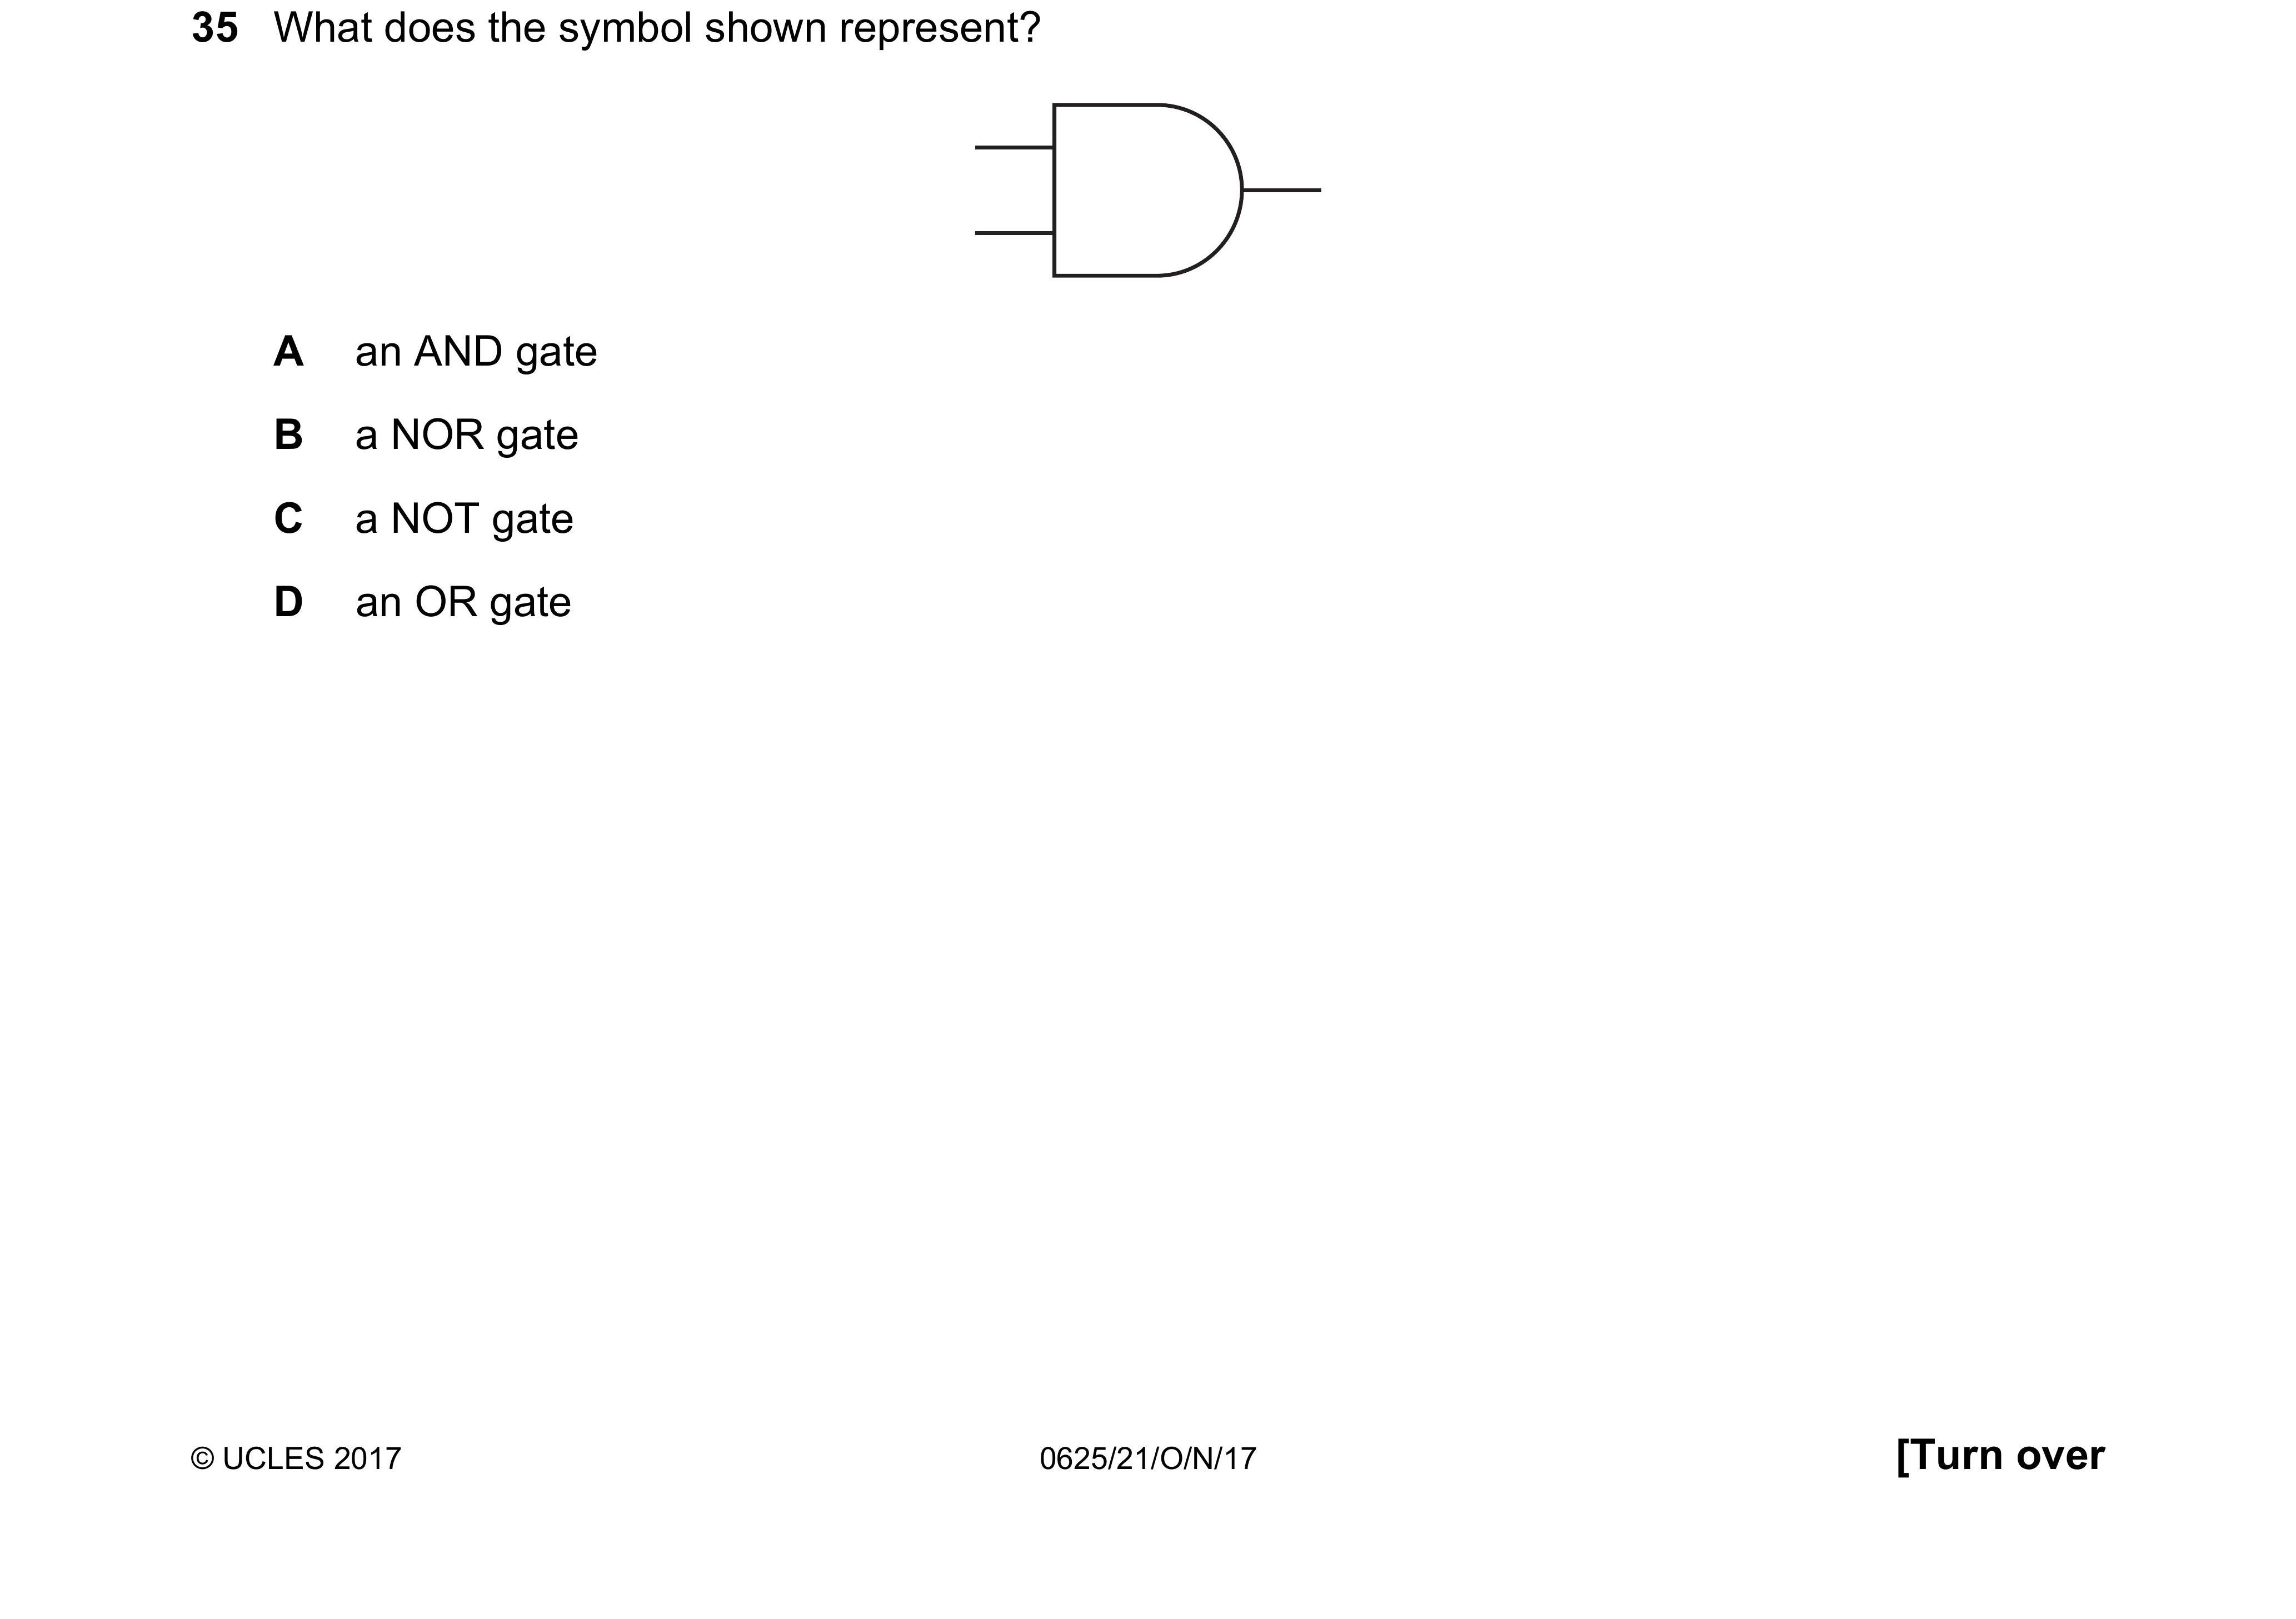 35 What does the symbol shown represent?
A an AND gate
B a NOR gate
C a NOT gate
D an OR gate
© UCLES 2017 0625/21/O/N/17 [Turn over